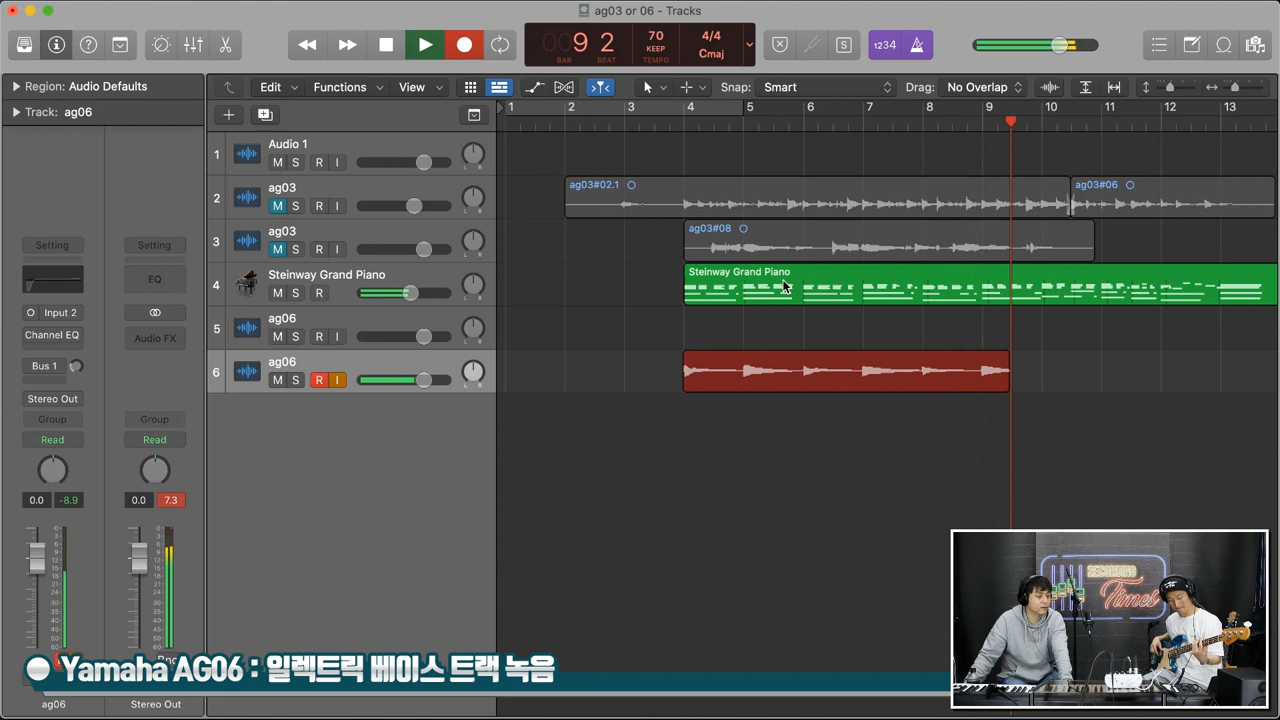 ag03 or 06 - Tracks
009 2
BAR BEAT
70
KEEP
TEMPO
4/4
Cmaj
1234
S
Region: Audio Defaults
Track: ag06
Edit
Functions
View
Snap: Smart
Drag: No Overlap
1 2 3 4 5 6 7 8 9 10 11 12 13
1 Audio 1
M S R I
2 ag03
M S R I
ag03#02.1
ag03#06
3 ag03
M S R I
ag03#08
4 Steinway Grand Piano
M S R
Steinway Grand Piano
5 ag06
M S R I
6 ag06
M S R I
Setting Setting
EQ
Input 2
Channel EQ Audio FX
Bus 1
Stereo Out
Group Group
Read Read
0.0 -8.9 0.0 7.3
RECORDING
Times
Yamaha AG06 : 일렉트릭 베이스 트랙 녹음
ag06 Stereo Out